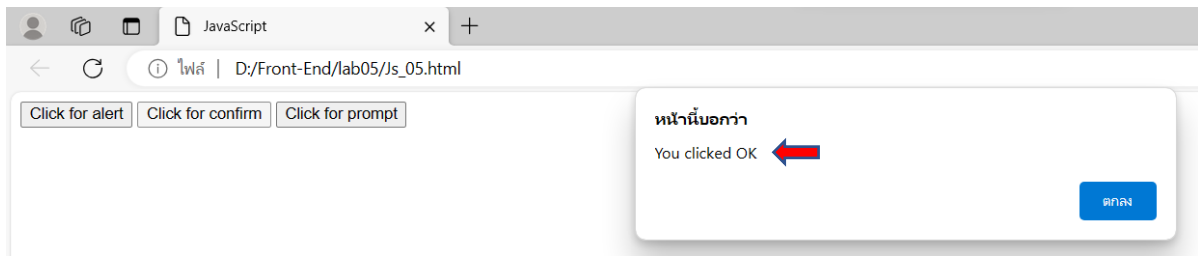 JavaScript
ไฟล์ | D:/Front-End/lab05/Js_05.html
Click for alert Click for confirm Click for prompt
หน้านี้บอกว่า
You clicked OK
ตกลง